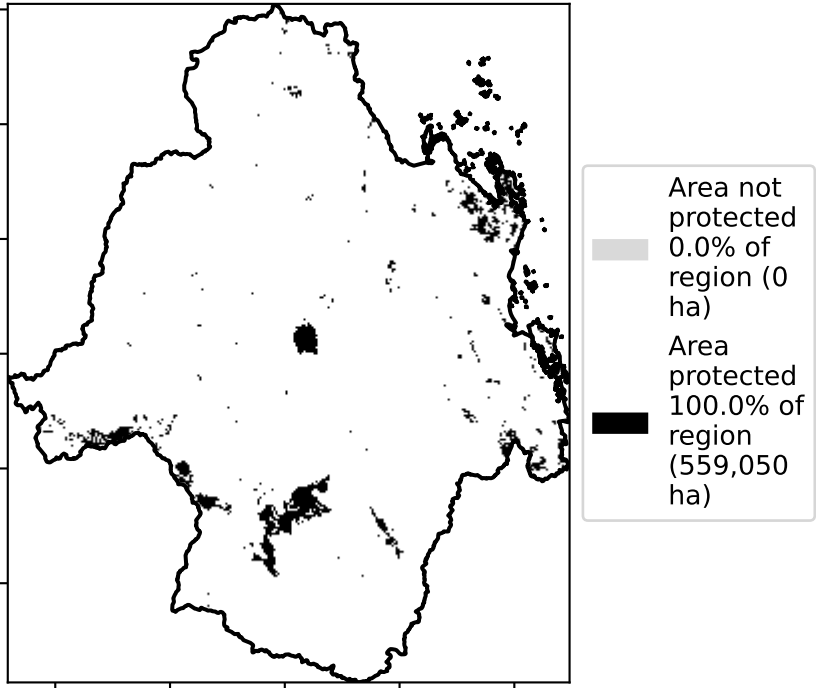 Area not
protected
0.0% of
region (0
ha)
Area
protected
100.0% of
region
(559,050
ha)